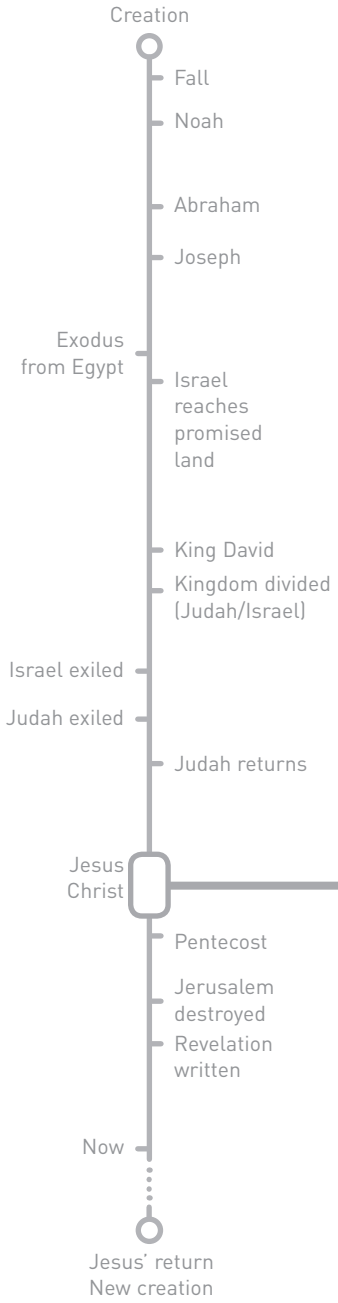 Creation
Fall
Noah
Abraham
Joseph
Exodus
from Egypt
Israel
reaches
promised
land
King David
Kingdom divided
(Judah/Israel)
Israel exiled
Judah exiled
Judah returns
Jesus
Christ
Pentecost
Jerusalem
destroyed
Revelation
written
Now
Jesus’ return
New creation